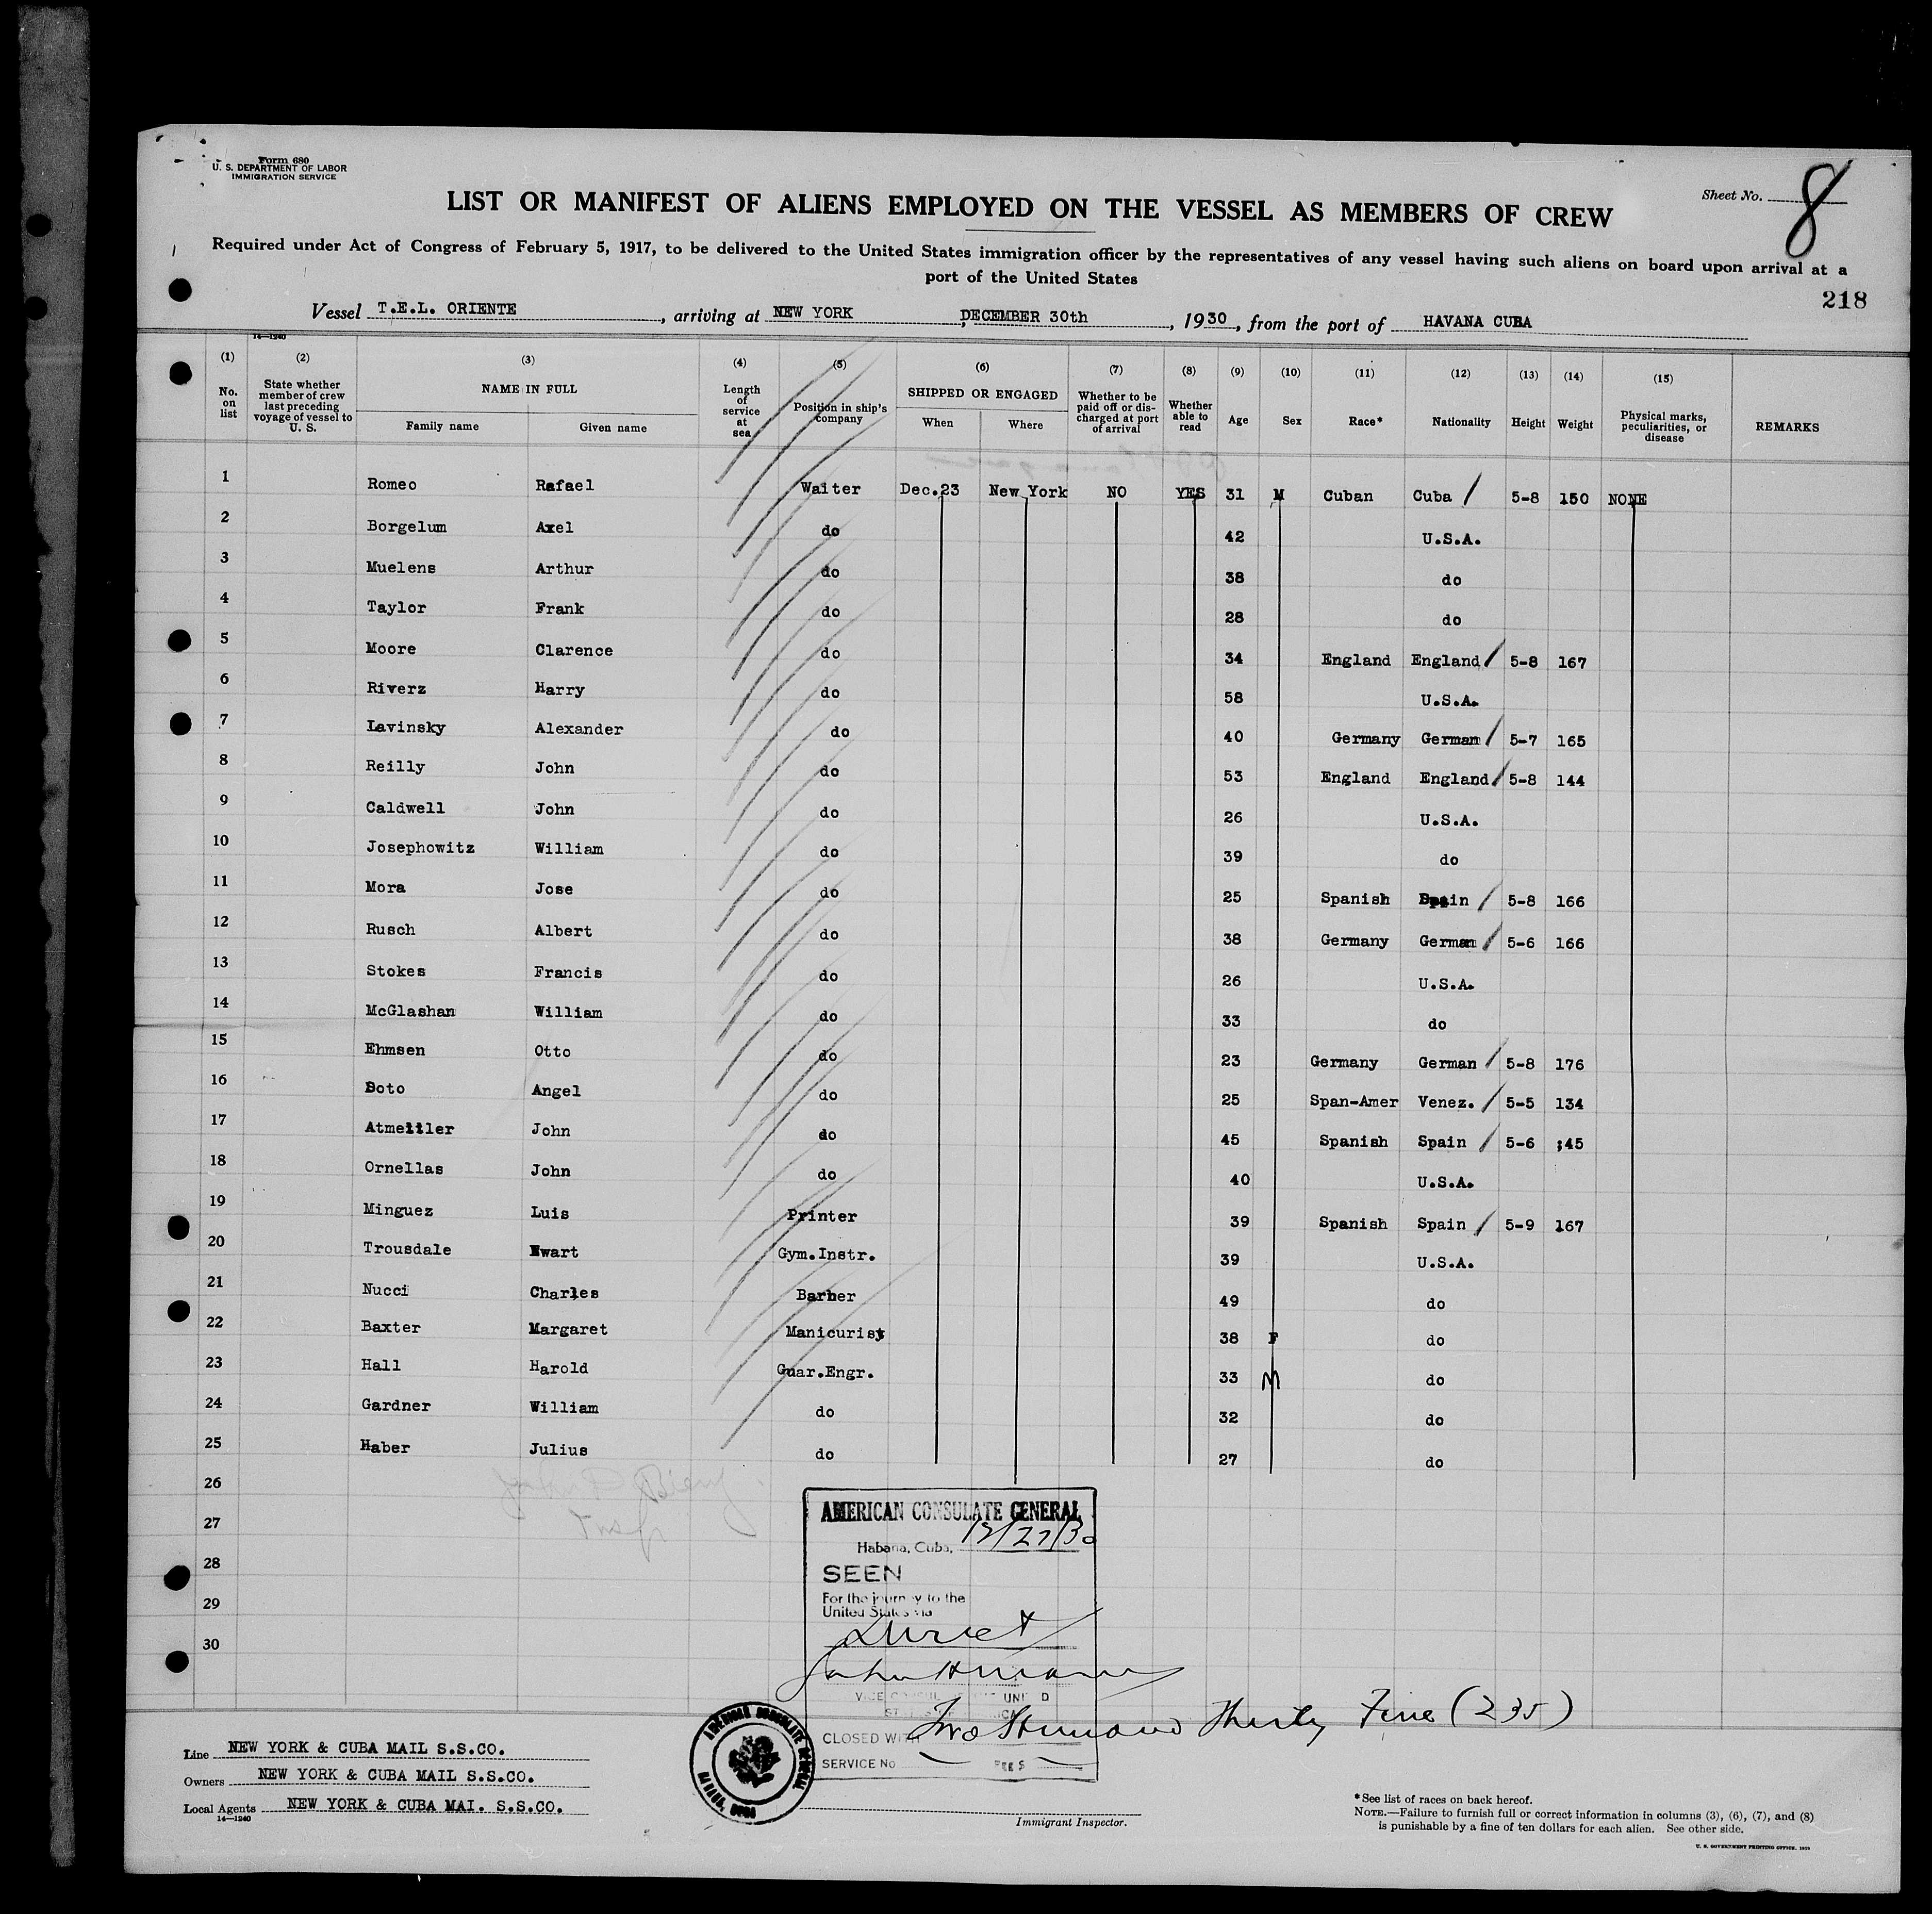 Form 680
U. S. DEPARTMENT OF LABOR
IMMIGRATION SERVICE
Sheet No. 8
LIST OR MANIFEST OF ALIENS EMPLOYED ON THE VESSEL AS MEMBERS OF CREW
Required under Act of Congress of February 5, 1917, to be delivered to the United States immigration officer by the representatives of any vessel having such aliens on board upon arrival at a
port of the United States
218
Vessel T.E.L. ORIENTE, arriving at NEW YORK, DECEMBER 30th, 1930, from the port of HAVANA CUBA
14—1240
(1) (2) (3) (4) (5) (6) (7) (8) (9) (10) (11) (12) (13) (14) (15)
No. on list State whether member of crew last preceding voyage of vessel to U. S. NAME IN FULL Family name Given name Length of service at sea Position in ship's company SHIPPED OR ENGAGED When Where Whether to be paid off or discharged at port of arrival Whether able to read Age Sex Race* Nationality Height Weight Physical marks, peculiarities, or disease REMARKS
1 Romeo Rafael Waiter Dec.23 New York NO YES 31 M Cuban Cuba / 5-8 150 NONE
2 Borgelum Axel do 42 U.S.A.
3 Muelens Arthur do 38 do
4 Taylor Frank do 28 do
5 Moore Clarence do 34 England England / 5-8 167
6 Riverz Harry do 58 U.S.A.
7 Lavinsky Alexander do 40 Germany German / 5-7 165
8 Reilly John do 53 England England / 5-8 144
9 Caldwell John do 26 U.S.A.
10 Josephowitz William do 39 do
11 Mora Jose do 25 Spanish Spain / 5-8 166
12 Rusch Albert do 38 Germany German / 5-6 166
13 Stokes Francis do 26 U.S.A.
14 McGlashan William do 33 do
15 Ehmsen Otto do 23 Germany German / 5-8 176
16 Soto Angel do 25 Span-Amer Venez. / 5-5 134
17 John do 45 Spanish Spain / 5-6 ;45
18 Ornellas John do 40 U.S.A.
19 Minguez Luis Printer 39 Spanish Spain / 5-9 167
20 Trousdale Ewart Gym.Instr. 39 U.S.A.
21 Nucci Charles Barber 49 do
22 Baxter Margaret Manicurist 38 F do
23 Hall Harold Guar.Engr. 33 M do
24 Gardner William do 32 do
25 Haber Julius do 27 do
26
27
28
29
30
AMERICAN CONSULATE GENERAL
Habana, Cuba, 12/27/30
SEEN
For the journey to the
United States via
Direct
VICE CONSUL UNITED
CLOSED WITH Two Hundred Thirty Five (235)
SERVICE No FEES
AMERICAN CONSULATE GENERAL HABANA, CUBA
Line NEW YORK & CUBA MAIL S.S.CO.
Owners NEW YORK & CUBA MAIL S.S.CO.
Local Agents NEW YORK & CUBA MAI. S.S.CO.
14—1240
Immigrant Inspector.
*See list of races on back hereof.
NOTE.—Failure to furnish full or correct information in columns (3), (6), (7), and (8)
is punishable by a fine of ten dollars for each alien. See other side.
U. S. GOVERNMENT PRINTING OFFICE. 1929